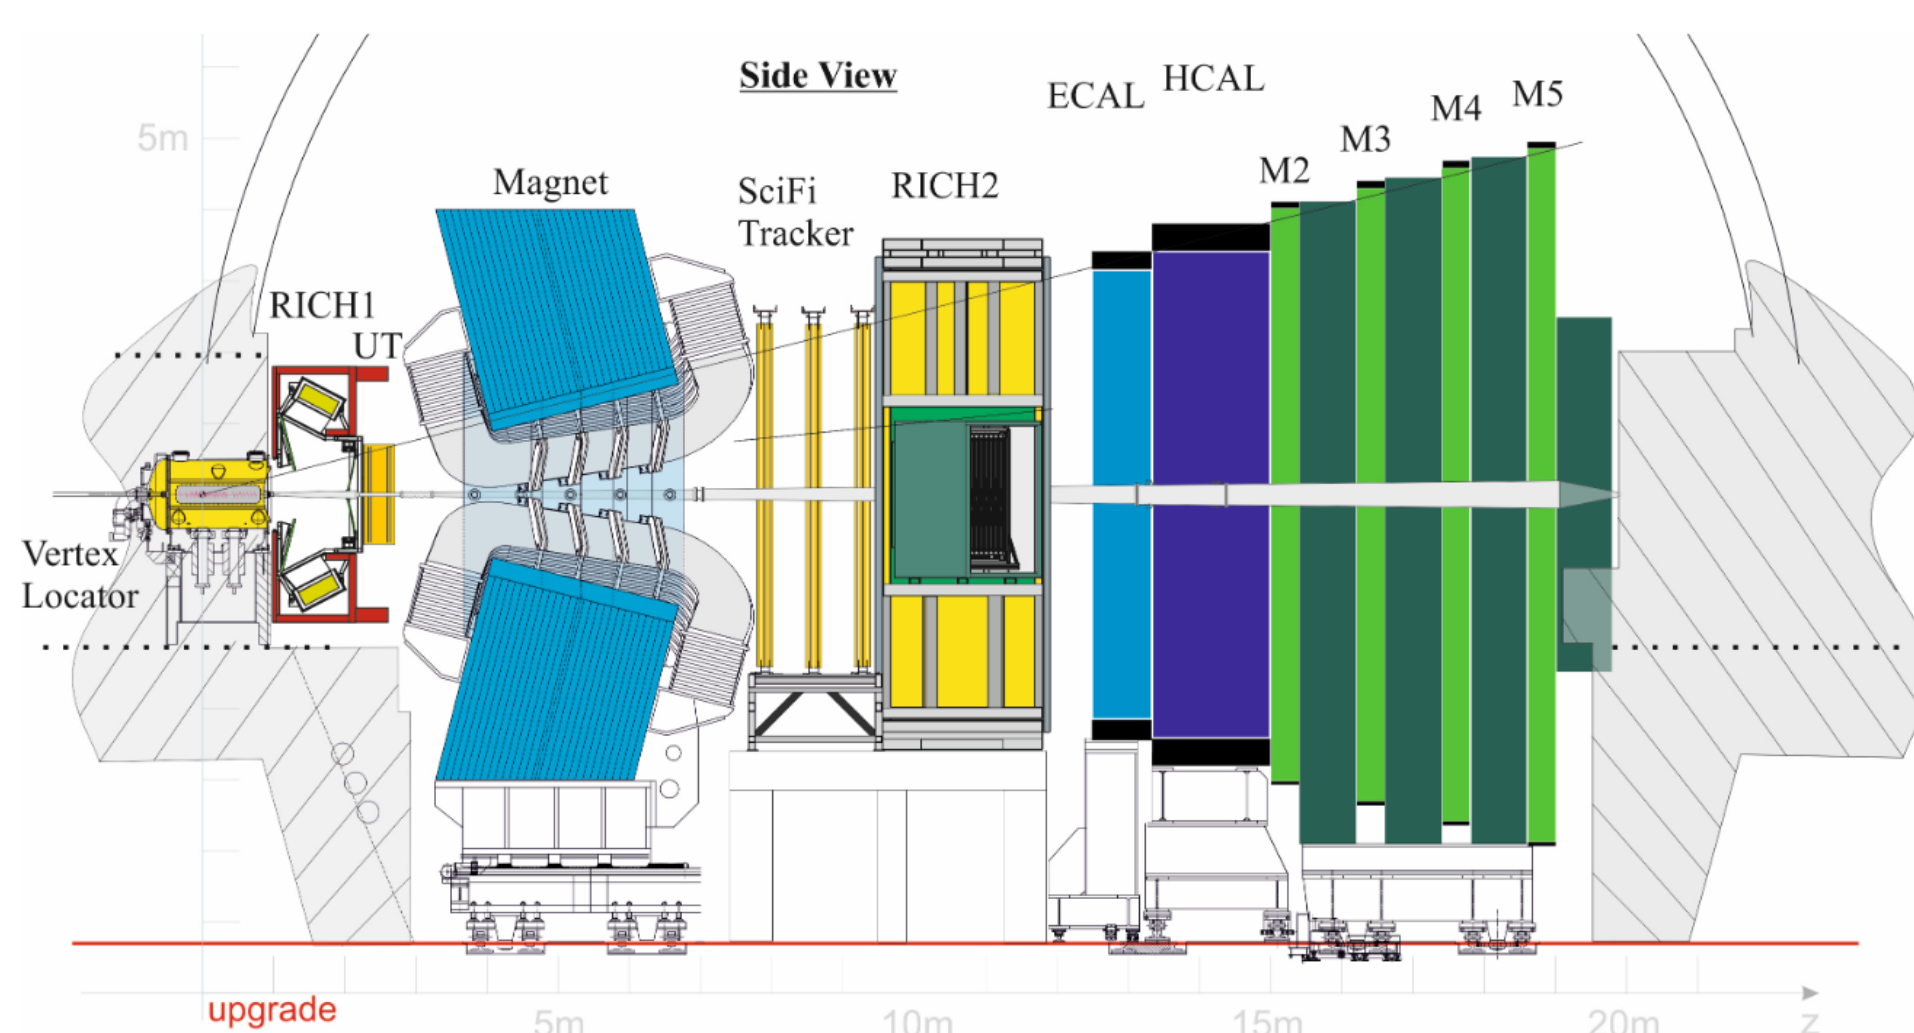 Side View
ECAL
HCAL
M5
M4
M3
M2
5m
Magnet
SciFi
Tracker
RICH2
RICH1
UT
Vertex
Locator
upgrade
5m
10m
15m
20m
z